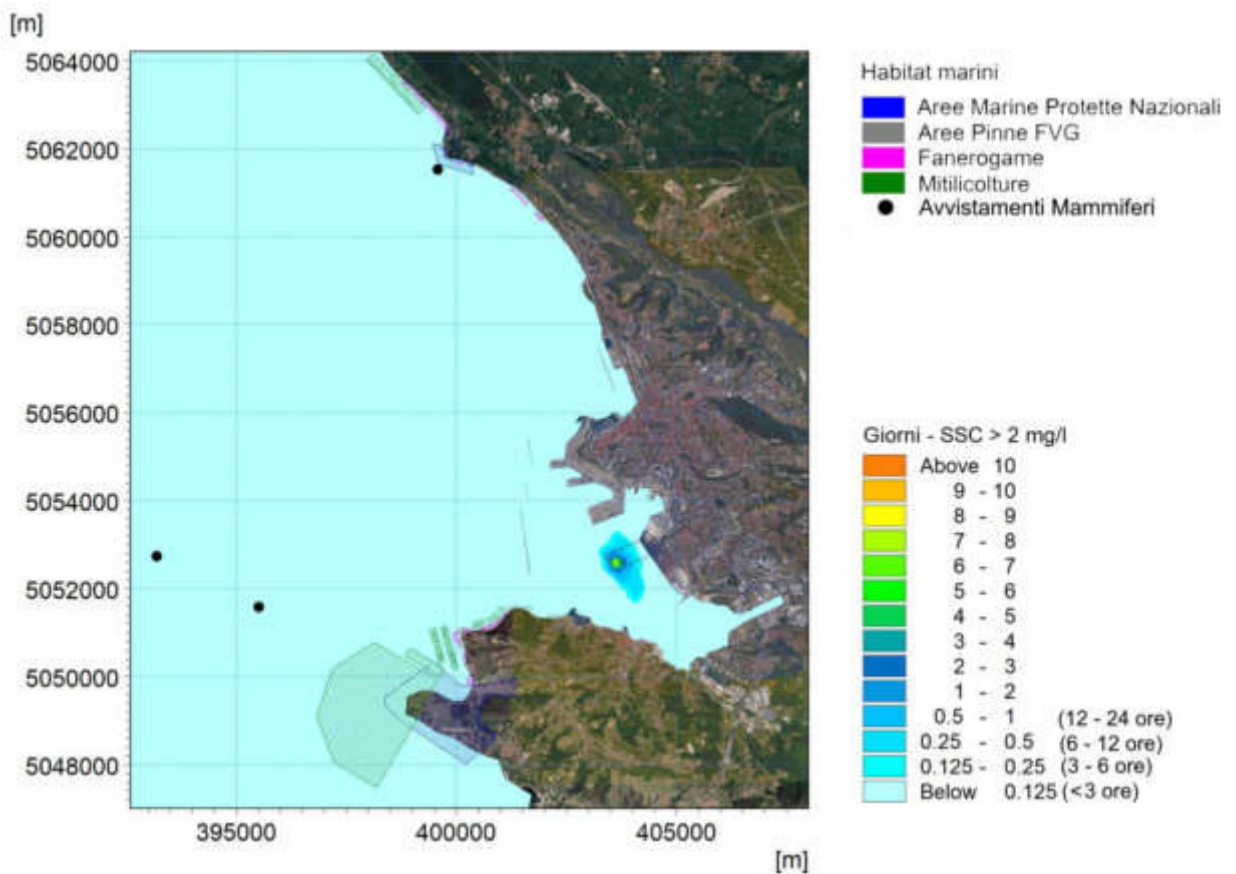 [m]
5064000
5062000
5060000
5058000
5056000
5054000
5052000
5050000
5048000
395000
400000
405000
[m]
Habitat marini
Aree Marine Protette Nazionali
Aree Pinne FVG
Fanerogame
Mitilicolture
Avvistamenti Mammiferi
Giorni - SSC > 2 mg/l
Above 10
9 - 10
8 - 9
7 - 8
6 - 7
5 - 6
4 - 5
3 - 4
2 - 3
1 - 2
0.5 - 1 (12 - 24 ore)
0.25 - 0.5 (6 - 12 ore)
0.125 - 0.25 (3 - 6 ore)
Below 0.125 (<3 ore)